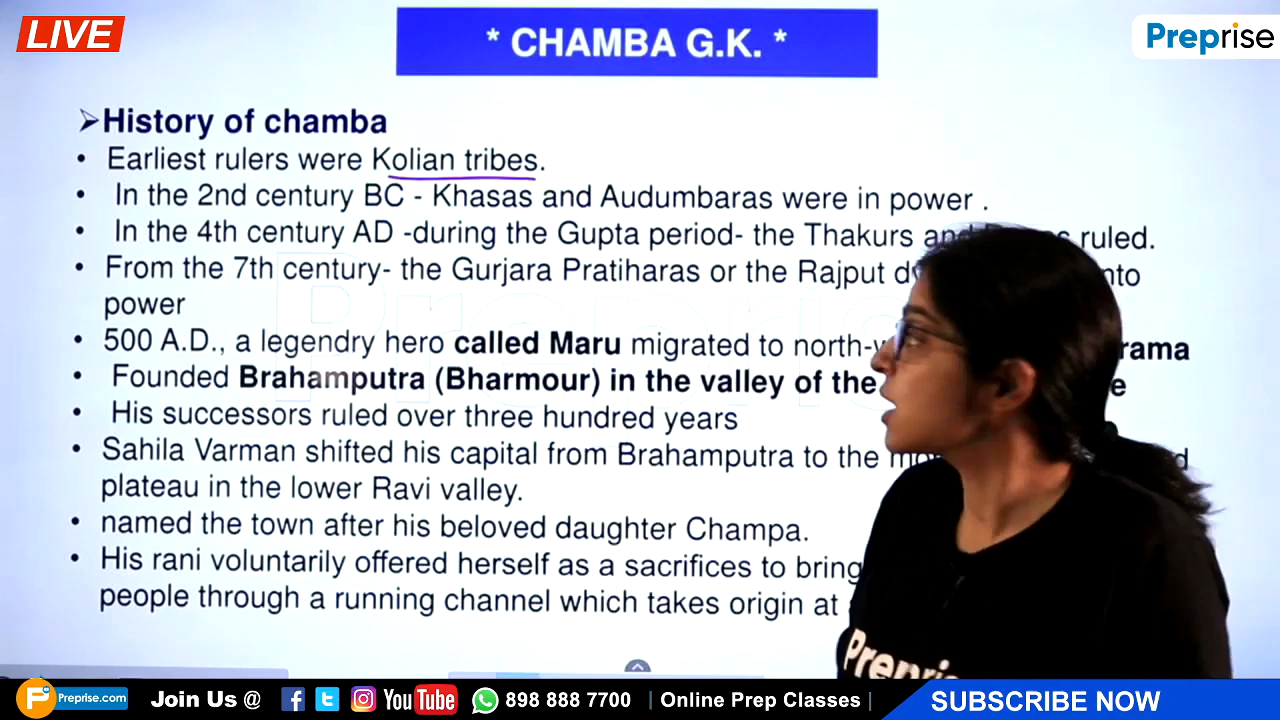 LIVE
* CHAMBA G.K. *
Preprise
➢History of chamba
• Earliest rulers were Kolian tribes.
• In the 2nd century BC - Khasas and Audumbaras were in power .
• In the 4th century AD -during the Gupta period- the Thakurs and ruled.
• From the 7th century- the Gurjara Pratiharas or the Rajput
power
• 500 A.D., a legendry hero called Maru migrated to
• Founded Brahamputra (Bharmour) in the valley of the
• His successors ruled over three hundred years
• Sahila Varman shifted his capital from Brahamputra to the
plateau in the lower Ravi valley.
• named the town after his beloved daughter Champa.
• His rani voluntarily offered herself as a sacrifices to bring
people through a running channel which takes origin at
Preprise
Preprise.com Join Us @ YouTube 898 888 7700 | Online Prep Classes | SUBSCRIBE NOW